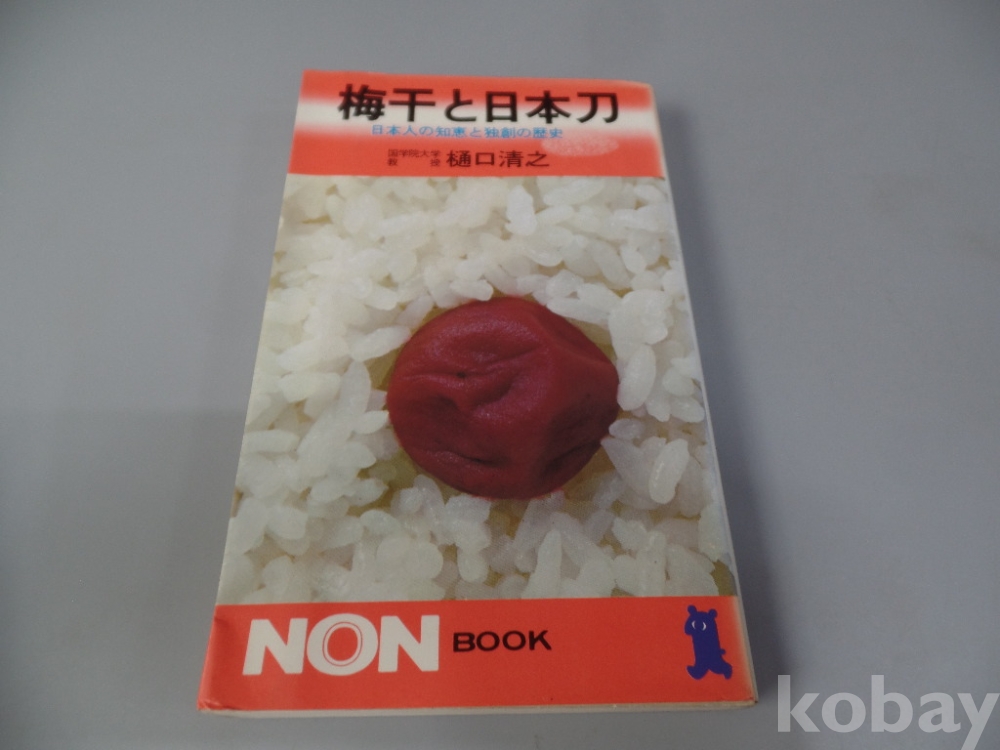 梅干と日本刀
日本人の知恵と独創の歴史
国学院大学
教授 樋口清之
NON BOOK
kobay